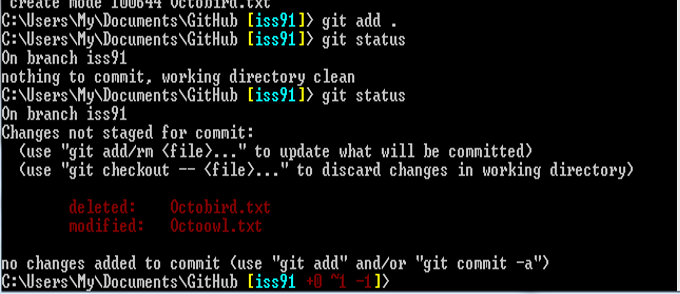 create mode 100644 Octobird.txt
C:\Users\My\Documents\GitHub [iss91]> git add .
C:\Users\My\Documents\GitHub [iss91]> git status
On branch iss91
nothing to commit, working directory clean
C:\Users\My\Documents\GitHub [iss91]> git status
On branch iss91
Changes not staged for commit:
(use "git add/rm <file>..." to update what will be committed)
(use "git checkout -- <file>..." to discard changes in working directory)
deleted: Octobird.txt
modified: Octoowl.txt
no changes added to commit (use "git add" and/or "git commit -a")
C:\Users\My\Documents\GitHub [iss91 +0 ~1 -1]>